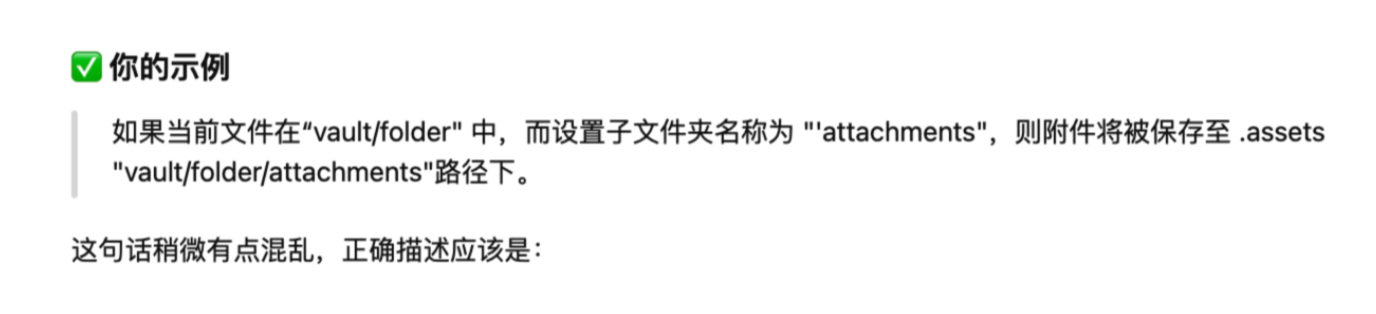 ✅ 你的示例
如果当前文件在“vault/folder" 中，而设置子文件夹名称为 "'attachments"，则附件将被保存至 .assets
"vault/folder/attachments"路径下。
这句话稍微有点混乱，正确描述应该是：